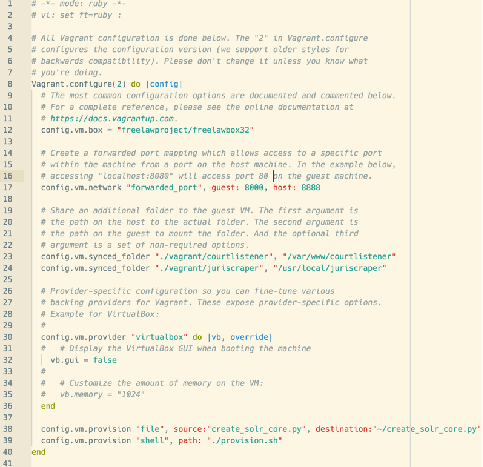 1 # -*- mode: ruby -*-
2 # vi: set ft=ruby :
3
4 # All Vagrant configuration is done below. The "2" in Vagrant.configure
5 # configures the configuration version (we support older styles for
6 # backwards compatibility). Please don't change it unless you know what
7 # you're doing.
8 Vagrant.configure(2) do |config|
9 # The most common configuration options are documented and commented below.
10 # For a complete reference, please see the online documentation at
11 # https://docs.vagrantup.com.
12 config.vm.box = "freelawproject/freelawbox32"
13
14 # Create a forwarded port mapping which allows access to a specific port
15 # within the machine from a port on the host machine. In the example below,
16 # accessing "localhost:8080" will access port 80 on the guest machine.
17 config.vm.network "forwarded_port", guest: 8000, host: 8888
18
19 # Share an additional folder to the guest VM. The first argument is
20 # the path on the host to the actual folder. The second argument is
21 # the path on the guest to mount the folder. And the optional third
22 # argument is a set of non-required options.
23 config.vm.synced_folder "./vagrant/courtlistener", "/var/www/courtlistener"
24 config.vm.synced_folder "./vagrant/juriscraper", "/usr/local/juriscraper"
25
26 # Provider-specific configuration so you can fine-tune various
27 # backing providers for Vagrant. These expose provider-specific options.
28 # Example for VirtualBox:
29 #
30 config.vm.provider "virtualbox" do |vb, override|
31 # # Display the VirtualBox GUI when booting the machine
32 vb.gui = false
33 #
34 # # Customize the amount of memory on the VM:
35 # vb.memory = "1024"
36 end
37
38 config.vm.provision "file", source:"create_solr_core.py", destination:"~/create_solr_core.py"
39 config.vm.provision "shell", path: "./provision.sh"
40 end
41